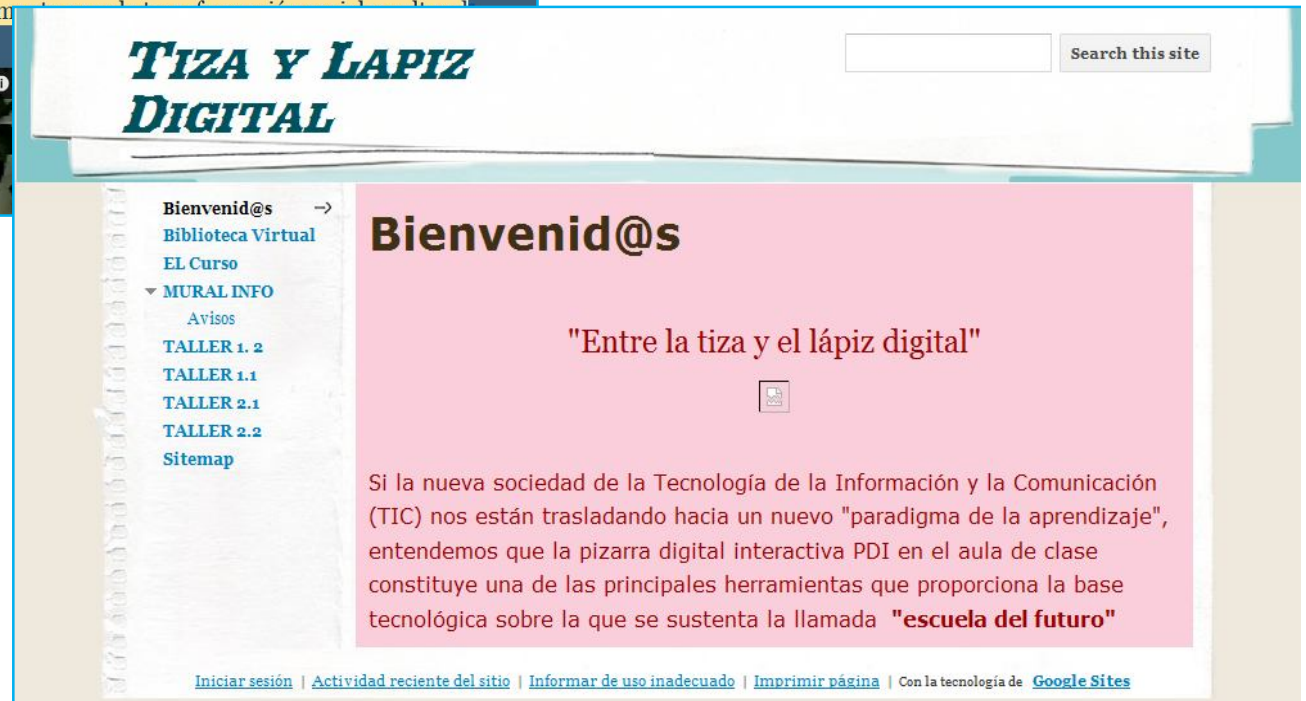 TIZA Y LAPIZ
DIGITAL
Search this site
Bienvenid@s
Biblioteca Virtual
EL Curso
MURAL INFO
Avisos
TALLER 1. 2
TALLER 1.1
TALLER 2.1
TALLER 2.2
Sitemap
Bienvenid@s
"Entre la tiza y el lápiz digital"
Si la nueva sociedad de la Tecnología de la Información y la Comunicación
(TIC) nos están trasladando hacia un nuevo "paradigma de la aprendizaje",
entendemos que la pizarra digital interactiva PDI en el aula de clase
constituye una de las principales herramientas que proporciona la base
tecnológica sobre la que se sustenta la llamada "escuela del futuro"
Iniciar sesión | Actividad reciente del sitio | Informar de uso inadecuado | Imprimir página | Con la tecnología de Google Sites